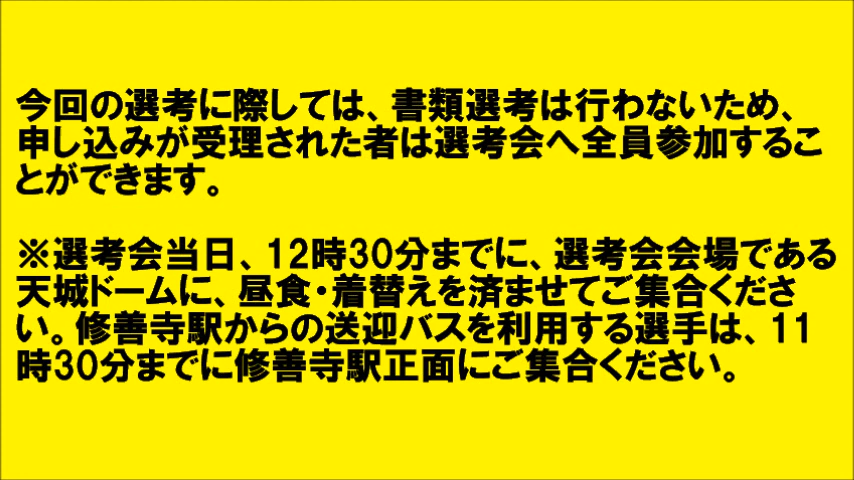 今回の選考に際しては、書類選考は行わないため、
申し込みが受理された者は選考会へ全員参加するこ
とができます。
※選考会当日、12時30分までに、選考会会場である
天城ドームに、昼食・着替えを済ませてご集合くださ
い。修善寺駅からの送迎バスを利用する選手は、11
時30分までに修善寺駅正面にご集合ください。